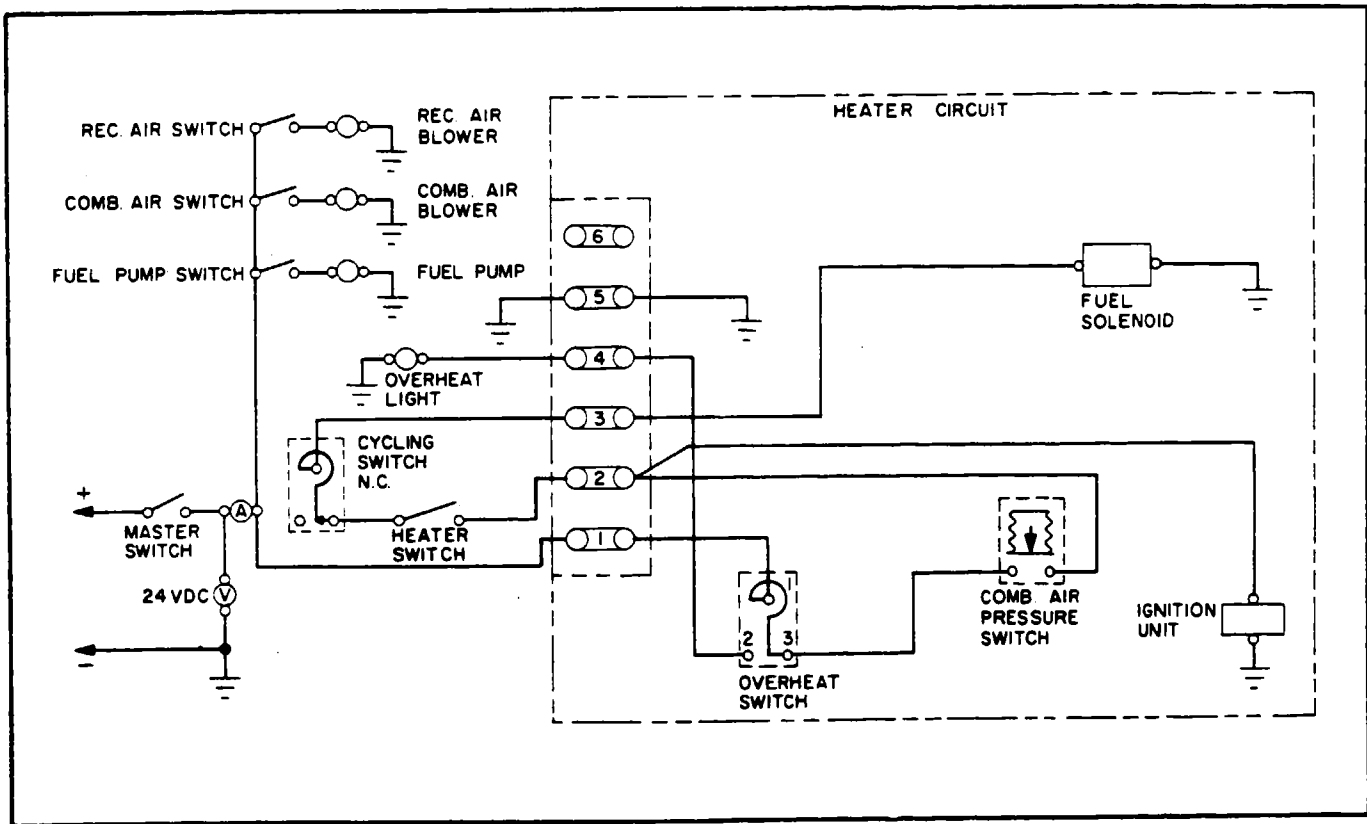 HEATER CIRCUIT
REC. AIR SWITCH
REC. AIR
BLOWER
COMB. AIR SWITCH
COMB. AIR
BLOWER
FUEL PUMP SWITCH
FUEL PUMP
6
5
4
3
2
1
FUEL
SOLENOID
OVERHEAT
LIGHT
CYCLING
SWITCH
N.C.
+
A
MASTER
SWITCH
HEATER
SWITCH
24 VDC
V
−
2
3
OVERHEAT
SWITCH
COMB. AIR
PRESSURE
SWITCH
IGNITION
UNIT